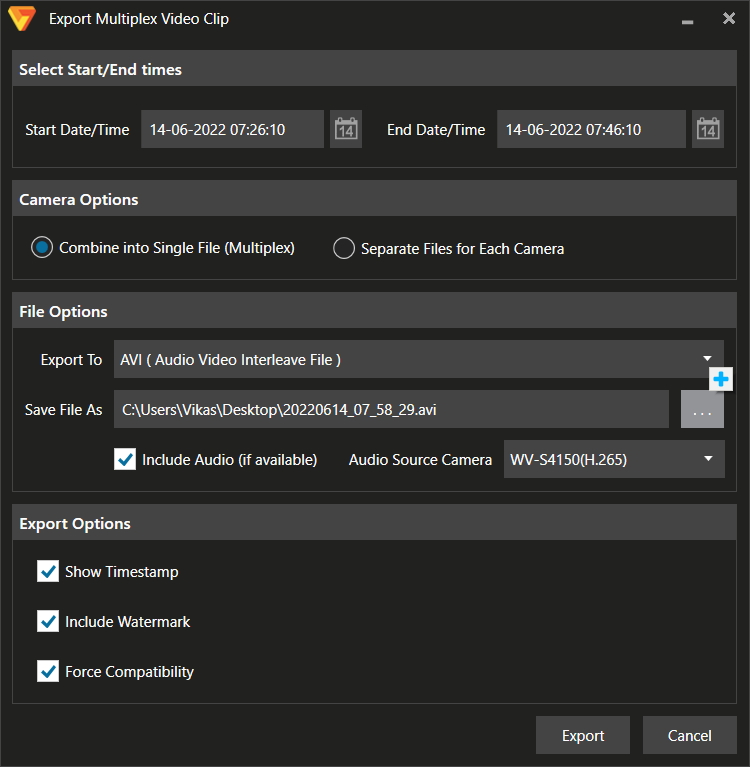 Export Multiplex Video Clip
Select Start/End times
Start Date/Time 14-06-2022 07:26:10 14 End Date/Time 14-06-2022 07:46:10 14
Camera Options
Combine into Single File (Multiplex) Separate Files for Each Camera
File Options
Export To AVI ( Audio Video Interleave File )
Save File As C:\Users\Vikas\Desktop\20220614_07_58_29.avi ...
Include Audio (if available) Audio Source Camera WV-S4150(H.265)
Export Options
Show Timestamp
Include Watermark
Force Compatibility
Export Cancel